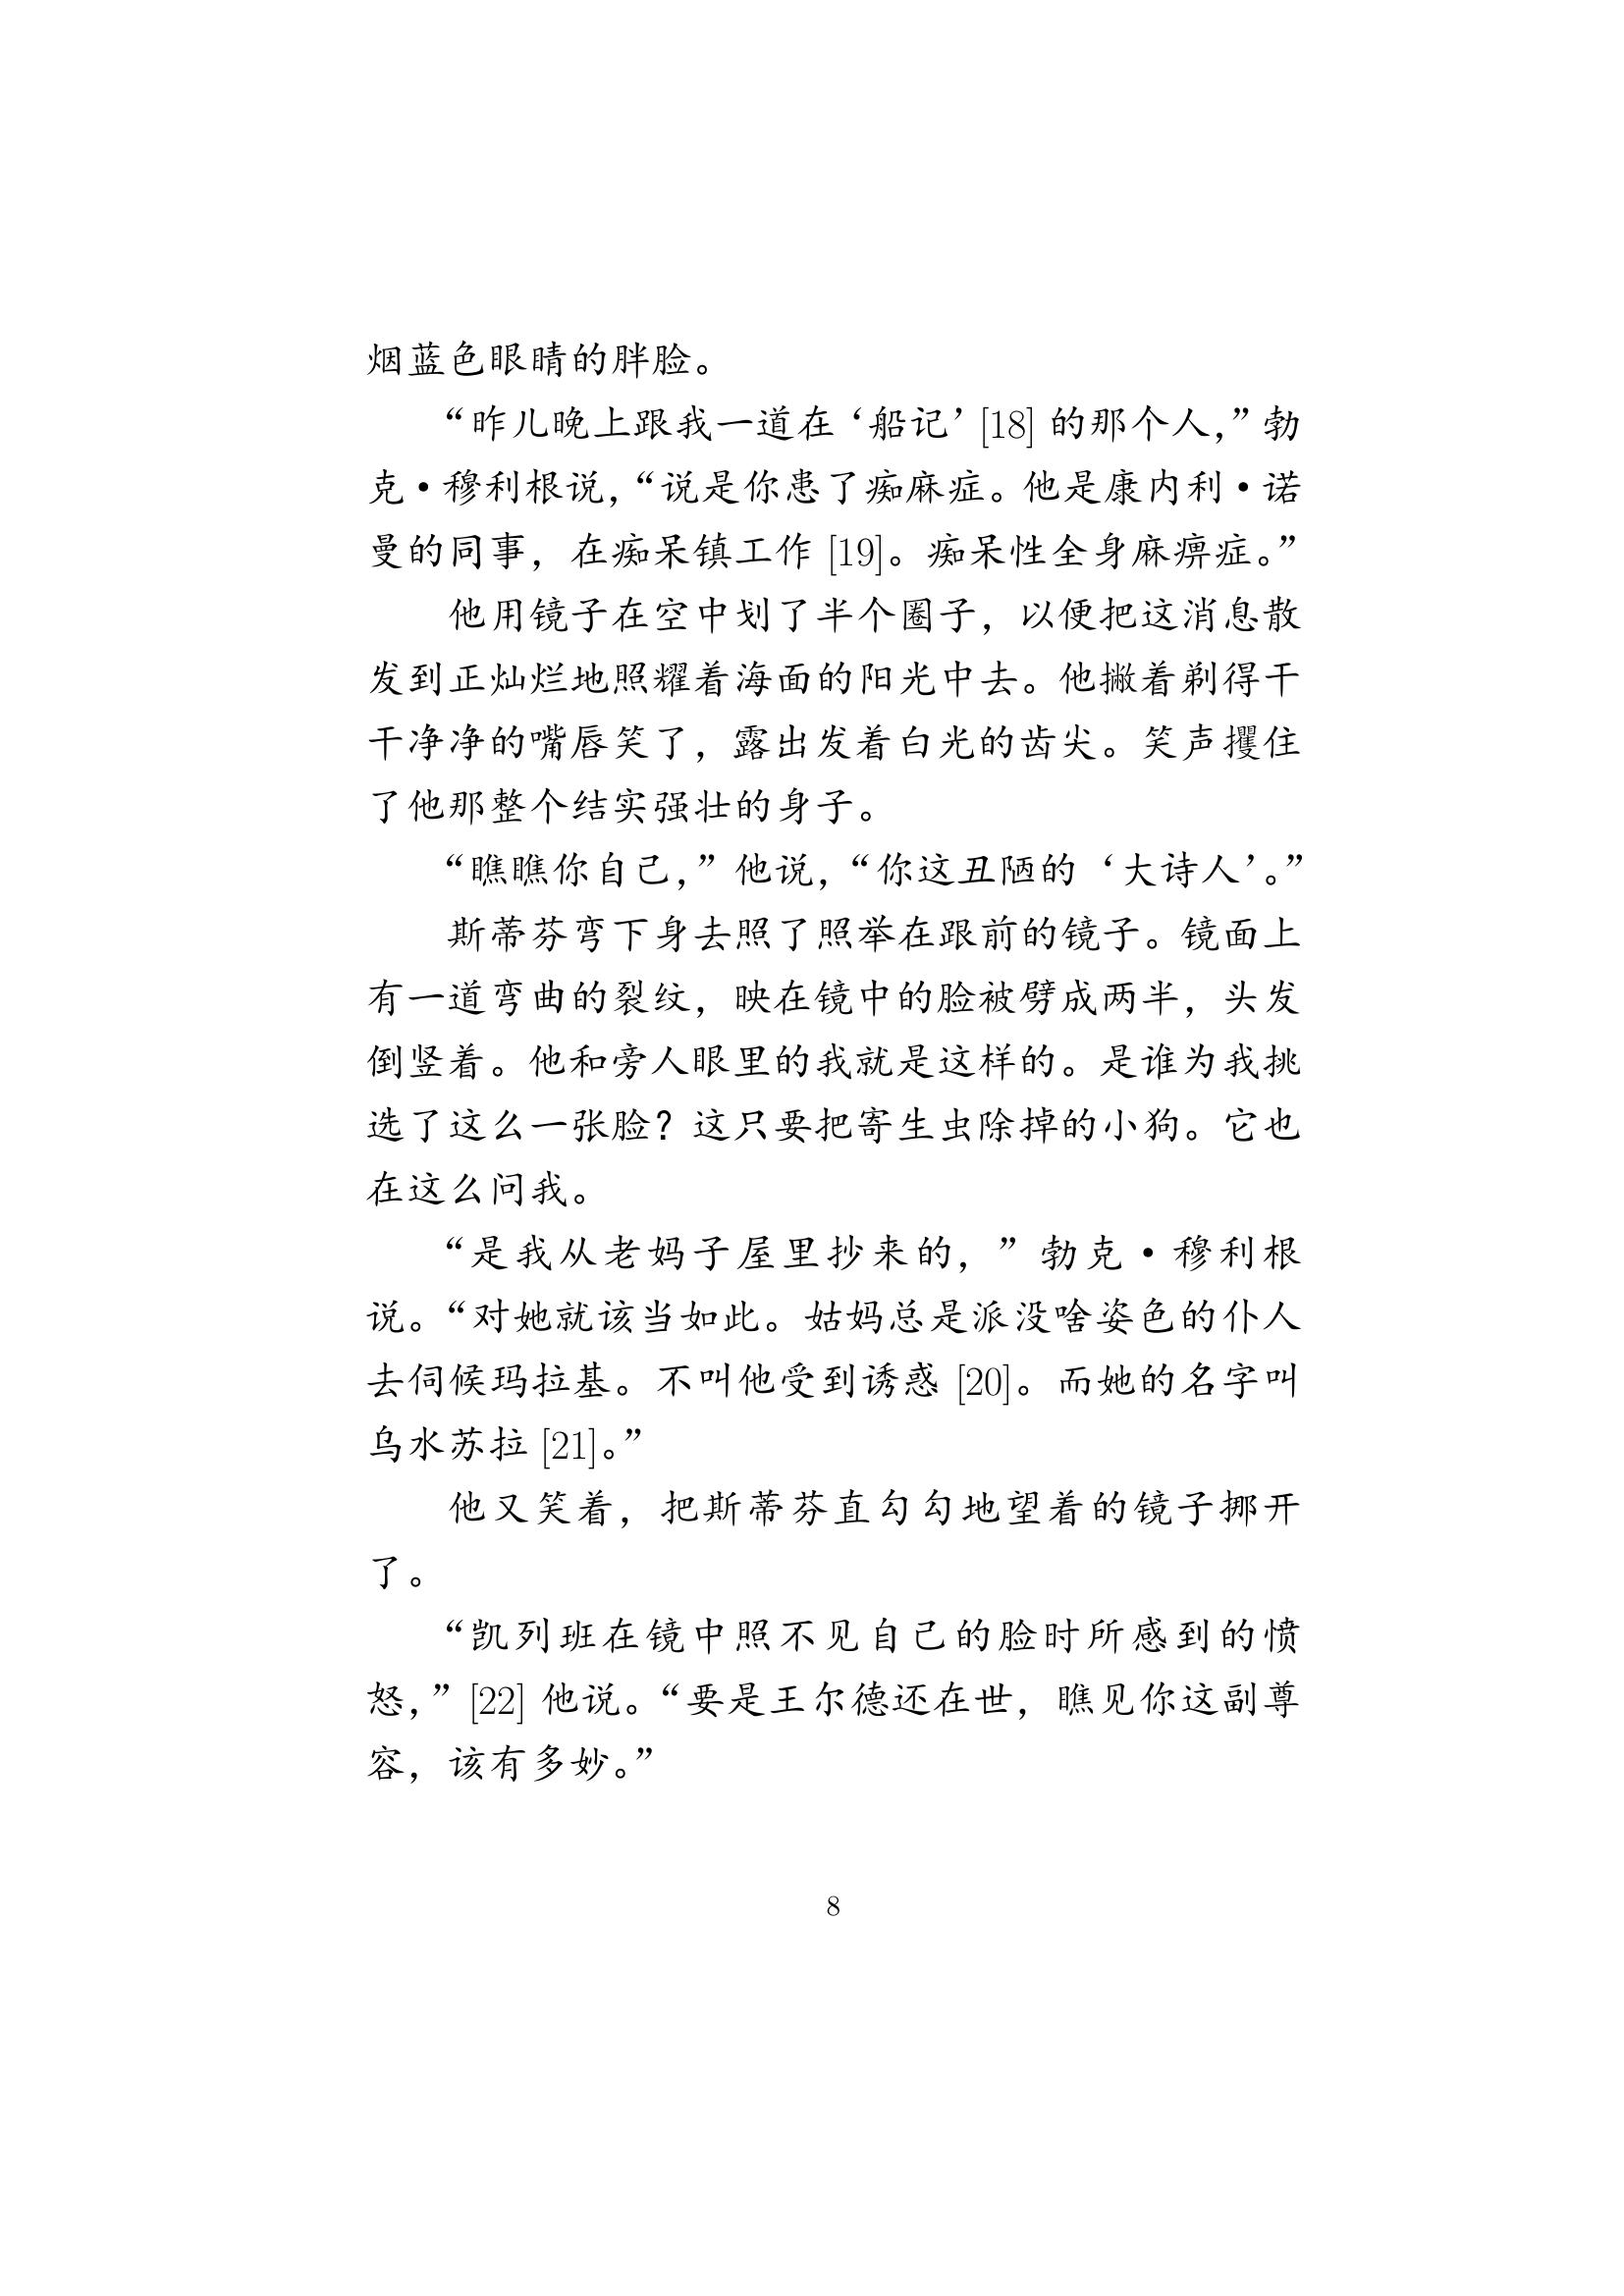 烟蓝色眼睛的胖脸。
“昨儿晚上跟我一道在‘船记’[18] 的那个人，”勃
克·穆利根说，“说是你患了痴麻症。他是康内利·诺
曼的同事，在痴呆镇工作 [19]。痴呆性全身麻痹症。”
他用镜子在空中划了半个圈子，以便把这消息散
发到正灿烂地照耀着海面的阳光中去。他撇着剃得干
干净净的嘴唇笑了，露出发着白光的齿尖。笑声攫住
了他那整个结实强壮的身子。
“瞧瞧你自己，”他说，“你这丑陋的‘大诗人’。”
斯蒂芬弯下身去照了照举在跟前的镜子。镜面上
有一道弯曲的裂纹，映在镜中的脸被劈成两半，头发
倒竖着。他和旁人眼里的我就是这样的。是谁为我挑
选了这么一张脸？这只要把寄生虫除掉的小狗。它也
在这么问我。
“是我从老妈子屋里抄来的，”勃克·穆利根
说。“对她就该当如此。姑妈总是派没啥姿色的仆人
去伺候玛拉基。不叫他受到诱惑 [20]。而她的名字叫
乌水苏拉 [21]。”
他又笑着，把斯蒂芬直勾勾地望着的镜子挪开
了。
“凯列班在镜中照不见自己的脸时所感到的愤
怒，”[22] 他说。“要是王尔德还在世，瞧见你这副尊
容，该有多妙。”
8